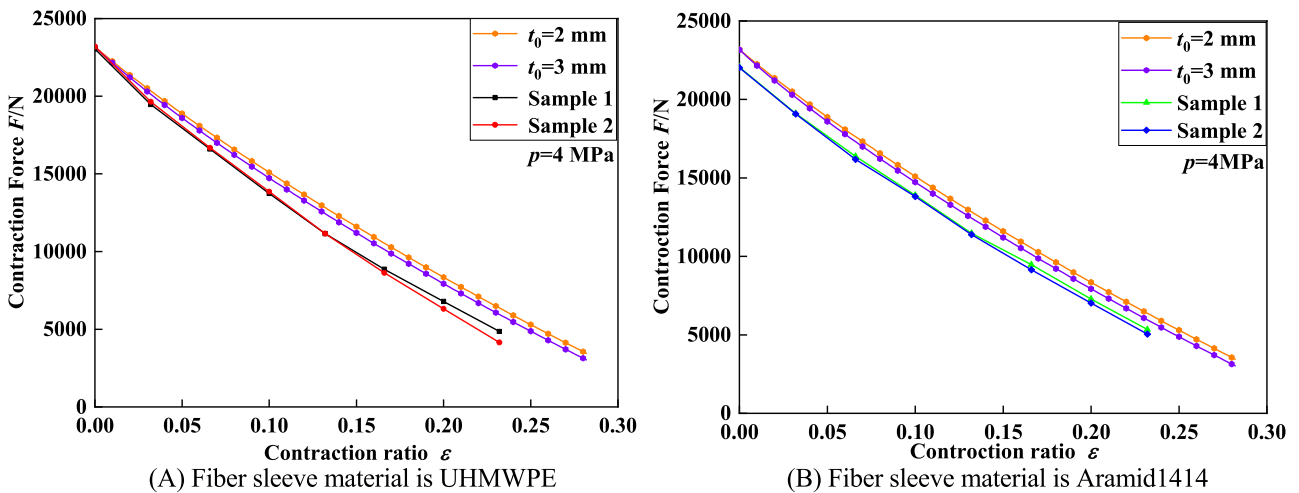 25000
20000
15000
10000
5000
0
0.00 0.05 0.10 0.15 0.20 0.25 0.30
Contraction Force F/N
Contraction ratio ε
t₀=2 mm
t₀=3 mm
Sample 1
Sample 2
p=4 MPa
(A) Fiber sleeve material is UHMWPE
25000
20000
15000
10000
5000
0
0.00 0.05 0.10 0.15 0.20 0.25 0.30
Controction Force F/N
Controction ratio ε
t₀=2 mm
t₀=3 mm
Sample 1
Sample 2
p=4MPa
(B) Fiber sleeve material is Aramid1414